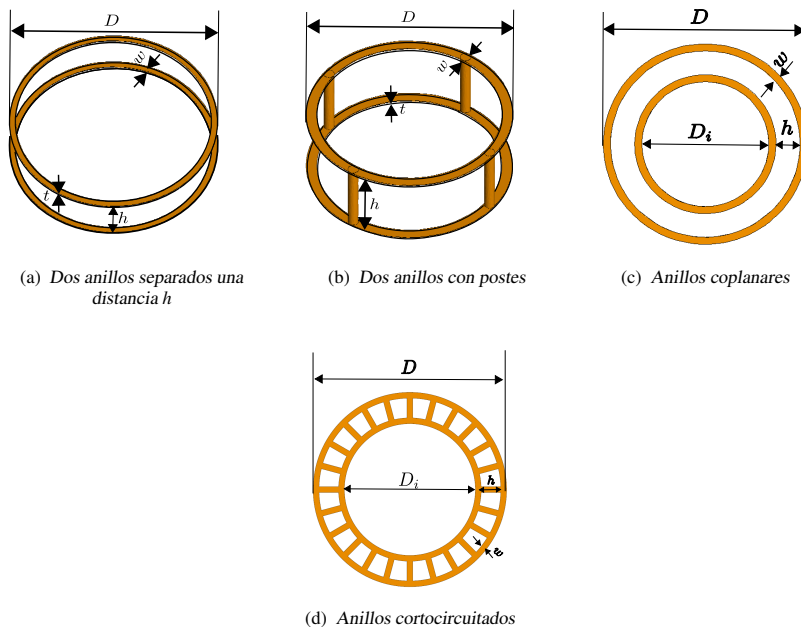 D
w
t
h
(a) Dos anillos separados una
distancia h
D
w
t
h
(b) Dos anillos con postes
D
w
D_i
h
(c) Anillos coplanares
D
D_i
h
w
(d) Anillos cortocircuitados